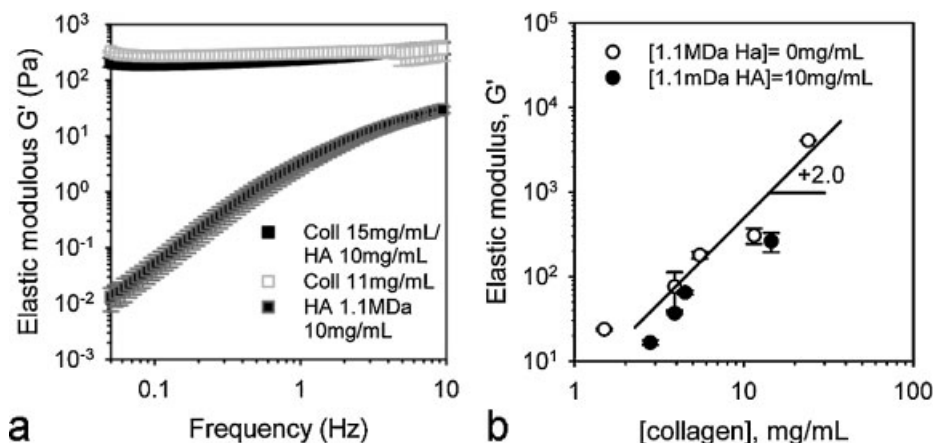 Elastic modulous G' (Pa)
10³
10²
10¹
10⁰
10⁻¹
10⁻²
10⁻³
Coll 15mg/mL/
HA 10mg/mL
Coll 11mg/mL
HA 1.1MDa
10mg/mL
0.1
1
10
Frequency (Hz)
a
Elastic modulus, G'
10⁵
10⁴
10³
10²
10¹
[1.1MDa Ha]= 0mg/mL
[1.1mDa HA]=10mg/mL
+2.0
1
10
100
[collagen], mg/mL
b